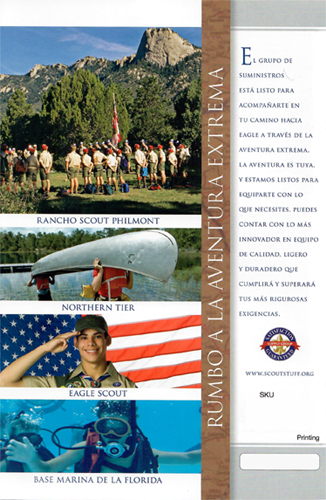 RANCHO SCOUT PHILMONT
NORTHERN TIER
EAGLE SCOUT
BASE MARINA DE LA FLORIDA
RUMBO A LA AVENTURA EXTREMA
EL GRUPO DE
SUMINISTROS
ESTÁ LISTO PARA
ACOMPAÑARTE EN
TU CAMINO HACIA
EAGLE A TRAVÉS DE LA
AVENTURA EXTREMA.
LA AVENTURA ES TUYA,
Y ESTAMOS LISTOS PARA
EQUIPARTE CON LO
QUE NECESITES. PUEDES
CONTAR CON LO MÁS
INNOVADOR EN EQUIPO
DE CALIDAD, LIGERO
Y DURADERO QUE
CUMPLIRÁ Y SUPERARÁ
TUS MÁS RIGUROSAS
EXIGENCIAS.
WWW.SCOUTSTUFF.ORG
SKU
Printing